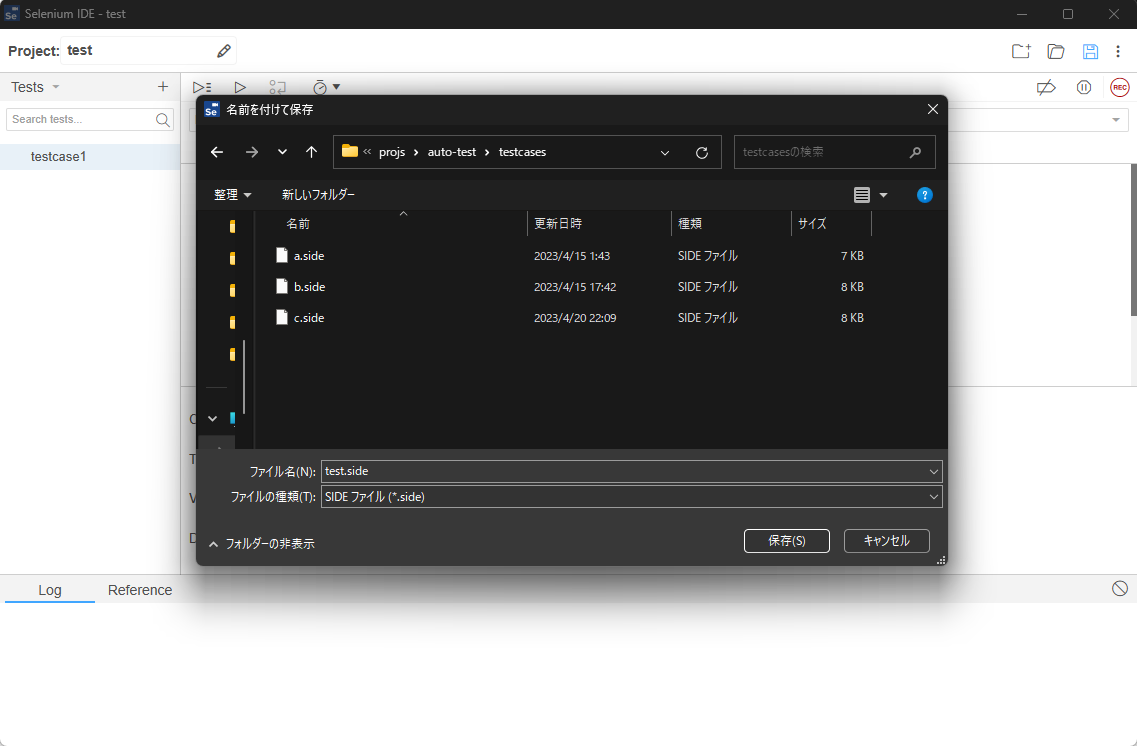 Se Selenium IDE - test
Project: test
Tests
Search tests...
testcase1
REC
Se 名前を付けて保存
« projs › auto-test › testcases
testcasesの検索
整理 新しいフォルダー ?
名前 更新日時 種類 サイズ
a.side 2023/4/15 1:43 SIDE ファイル 7 KB
b.side 2023/4/15 17:42 SIDE ファイル 8 KB
c.side 2023/4/20 22:09 SIDE ファイル 8 KB
ファイル名(N): test.side
ファイルの種類(T): SIDE ファイル (*.side)
フォルダーの非表示 保存(S) キャンセル
Log Reference